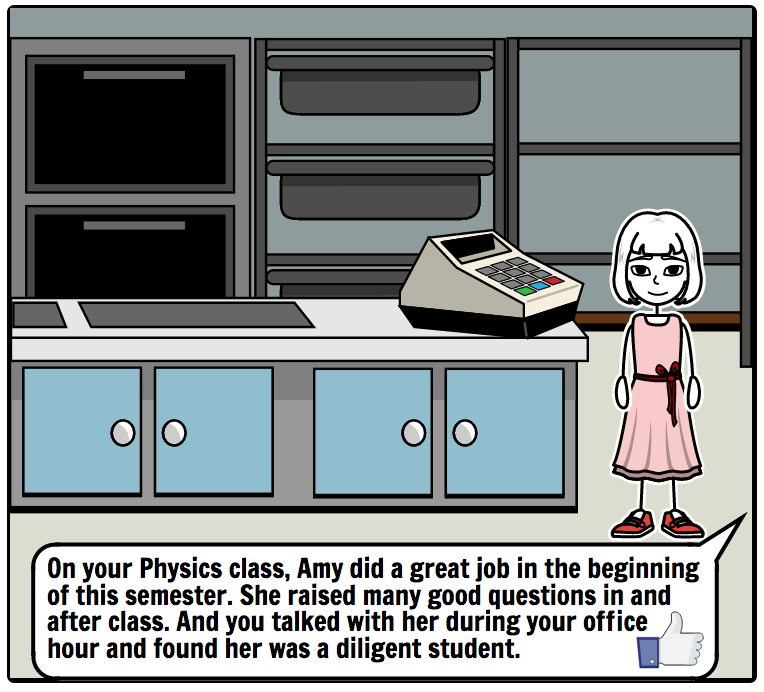 On your Physics class, Amy did a great job in the beginning
of this semester. She raised many good questions in and
after class. And you talked with her during your office
hour and found her was a diligent student.